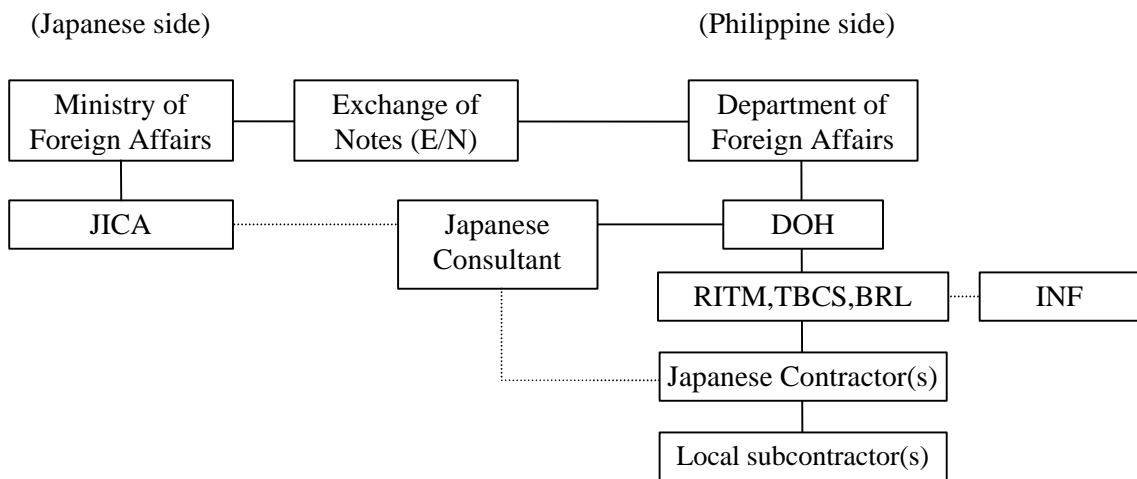 (Japanese side)
(Philippine side)
Ministry of
Foreign Affairs
Exchange of
Notes (E/N)
Department of
Foreign Affairs
JICA
Japanese
Consultant
DOH
RITM,TBCS,BRL
INF
Japanese Contractor(s)
Local subcontractor(s)